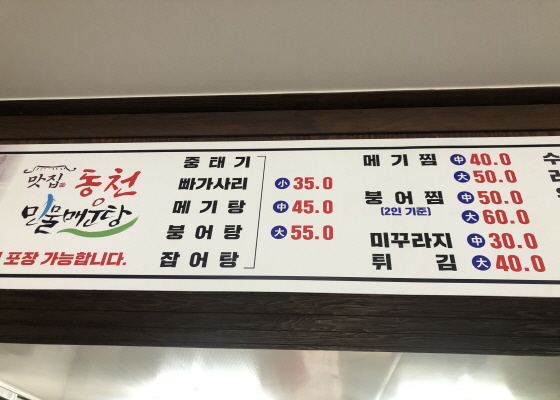 맛집 동천
민물매운탕
포장 가능합니다.
중태기
빠가사리 小 35.0
메기탕 中 45.0
붕어탕 大 55.0
잡어탕
메기찜 中 40.0
大 50.0
붕어찜 中 50.0
(2인 기준) 大 60.0
미꾸라지 中 30.0
튀김 大 40.0
수